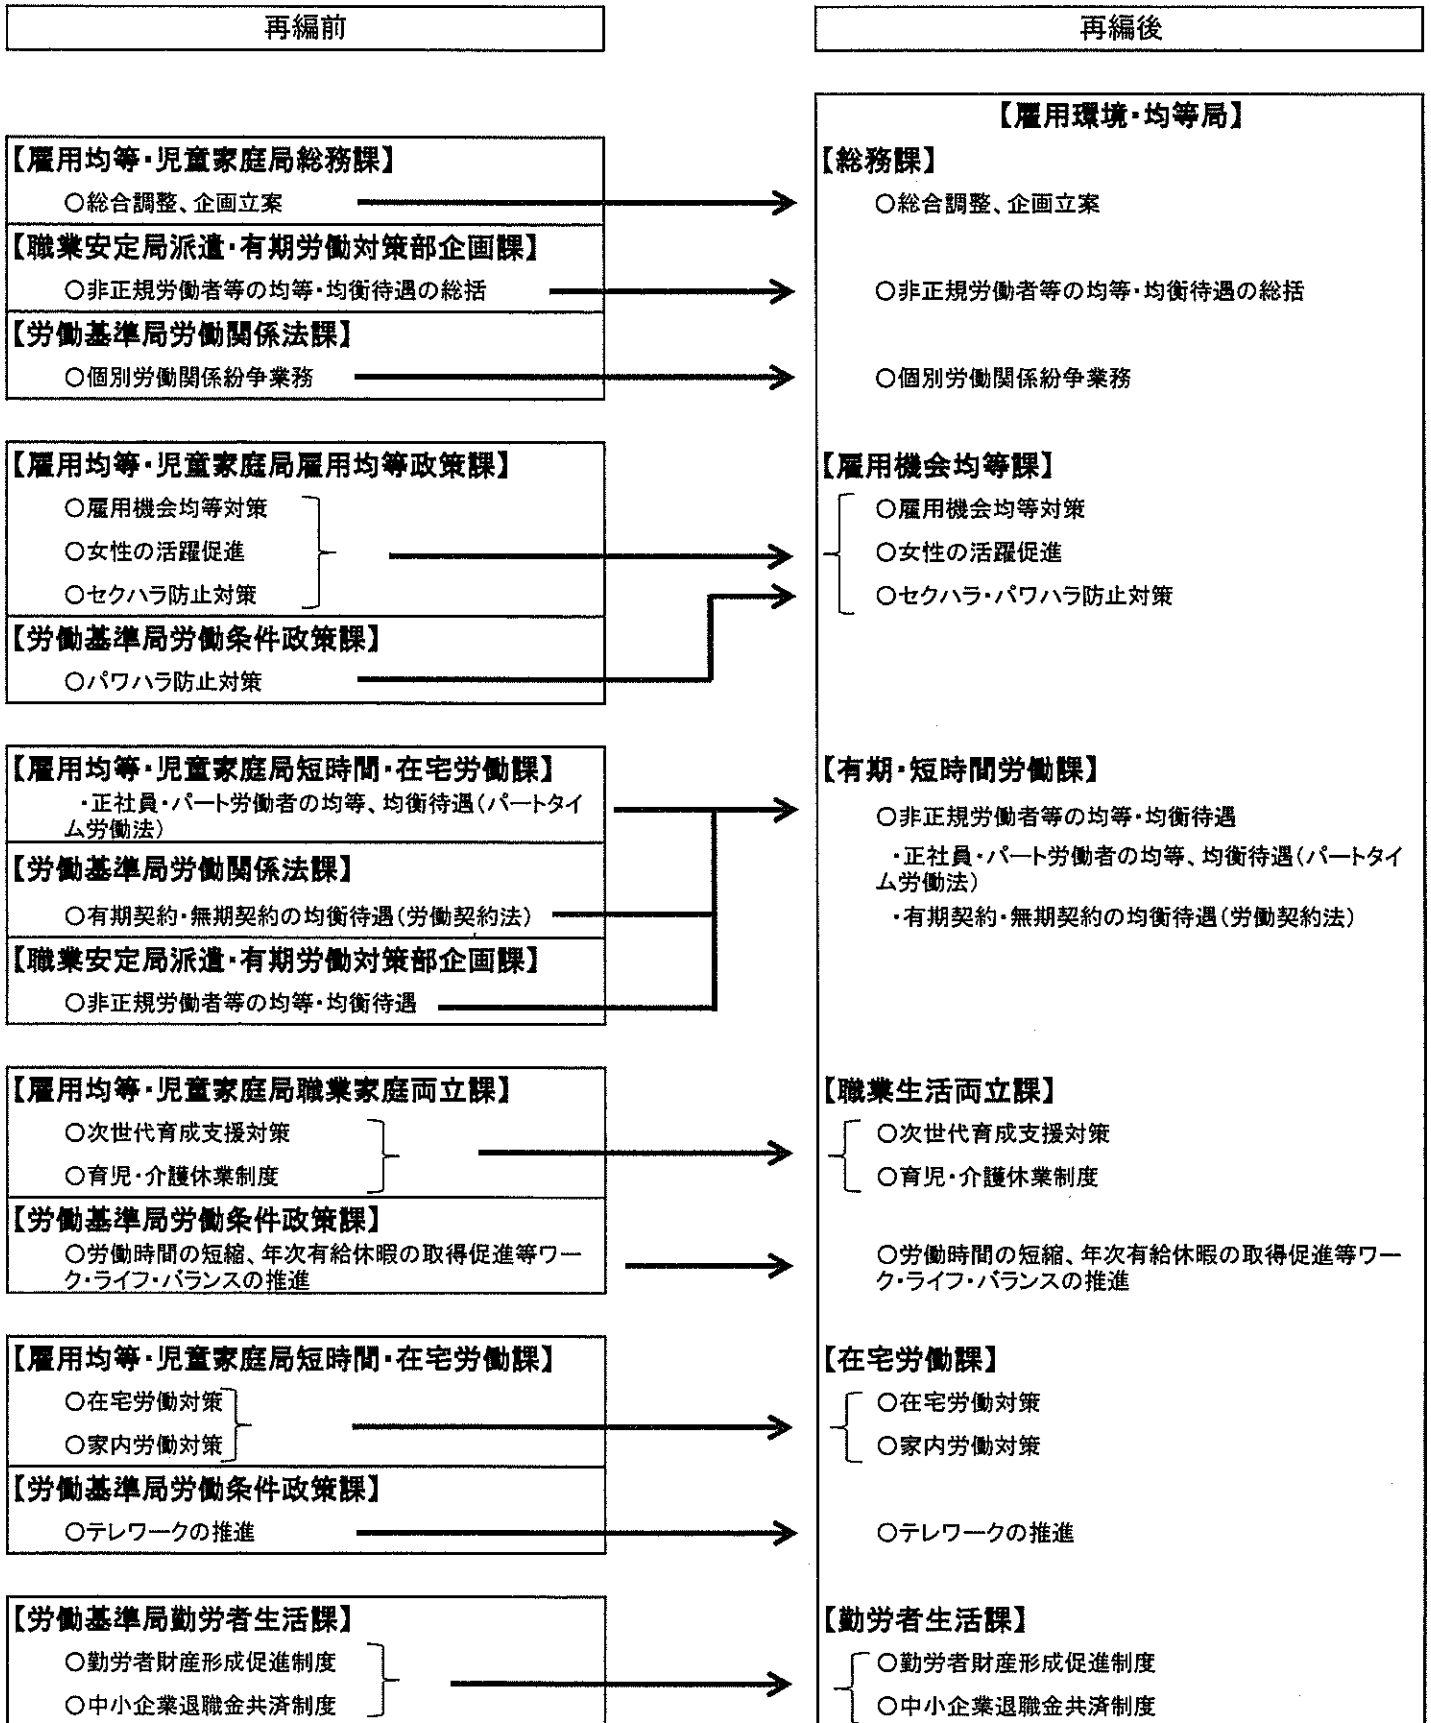 再編前
【雇用均等・児童家庭局総務課】
○総合調整、企画立案
【職業安定局派遣・有期労働対策部企画課】
○非正規労働者等の均等・均衡待遇の総括
【労働基準局労働関係法課】
○個別労働関係紛争業務
【雇用均等・児童家庭局雇用均等政策課】
○雇用機会均等対策
○女性の活躍促進
○セクハラ防止対策
【労働基準局労働条件政策課】
○パワハラ防止対策
【雇用均等・児童家庭局短時間・在宅労働課】
・正社員・パート労働者の均等、均衡待遇(パートタイ
ム労働法)
【労働基準局労働関係法課】
○有期契約・無期契約の均衡待遇(労働契約法)
【職業安定局派遣・有期労働対策部企画課】
○非正規労働者等の均等・均衡待遇
【雇用均等・児童家庭局職業家庭両立課】
○次世代育成支援対策
○育児・介護休業制度
【労働基準局労働条件政策課】
○労働時間の短縮、年次有給休暇の取得促進等ワー
ク・ライフ・バランスの推進
【雇用均等・児童家庭局短時間・在宅労働課】
○在宅労働対策
○家内労働対策
【労働基準局労働条件政策課】
○テレワークの推進
【労働基準局勤労者生活課】
○勤労者財産形成促進制度
○中小企業退職金共済制度
再編後
【雇用環境・均等局】
【総務課】
○総合調整、企画立案
○非正規労働者等の均等・均衡待遇の総括
○個別労働関係紛争業務
【雇用機会均等課】
○雇用機会均等対策
○女性の活躍促進
○セクハラ・パワハラ防止対策
【有期・短時間労働課】
○非正規労働者等の均等・均衡待遇
・正社員・パート労働者の均等、均衡待遇(パートタイ
ム労働法)
・有期契約・無期契約の均衡待遇(労働契約法)
【職業生活両立課】
○次世代育成支援対策
○育児・介護休業制度
○労働時間の短縮、年次有給休暇の取得促進等ワー
ク・ライフ・バランスの推進
【在宅労働課】
○在宅労働対策
○家内労働対策
○テレワークの推進
【勤労者生活課】
○勤労者財産形成促進制度
○中小企業退職金共済制度